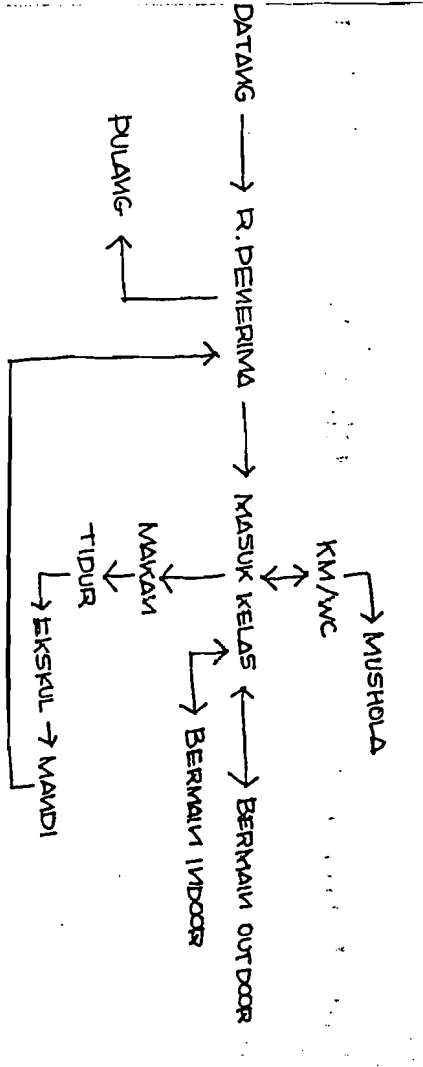 DATANG → R. PENERIMA → MASUK KELAS ↔ BERMAIN OUTDOOR
PULANG
KM/WC
MUSHOLA
BERMAIN INDOOR
MAKAN
TIDUR
EKSKUL → MANDI